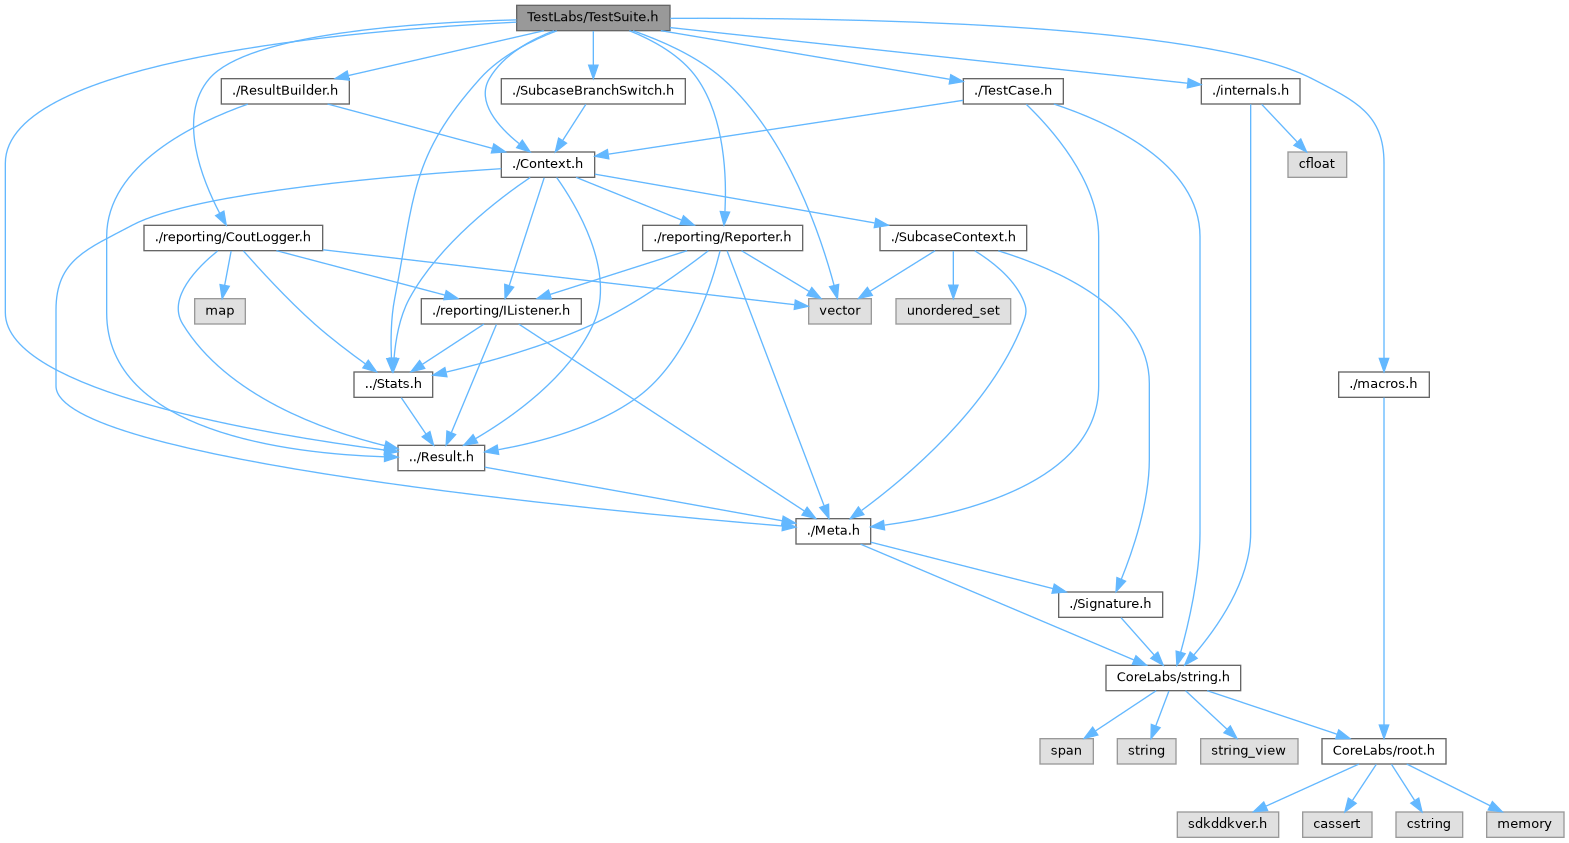 TestLabs/TestSuite.h
./ResultBuilder.h
./SubcaseBranchSwitch.h
./TestCase.h
./internals.h
./Context.h
cfloat
./reporting/CoutLogger.h
./reporting/Reporter.h
./SubcaseContext.h
map
./reporting/IListener.h
vector
unordered_set
../Stats.h
./macros.h
../Result.h
./Meta.h
./Signature.h
CoreLabs/string.h
span
string
string_view
CoreLabs/root.h
sdkddkver.h
cassert
cstring
memory